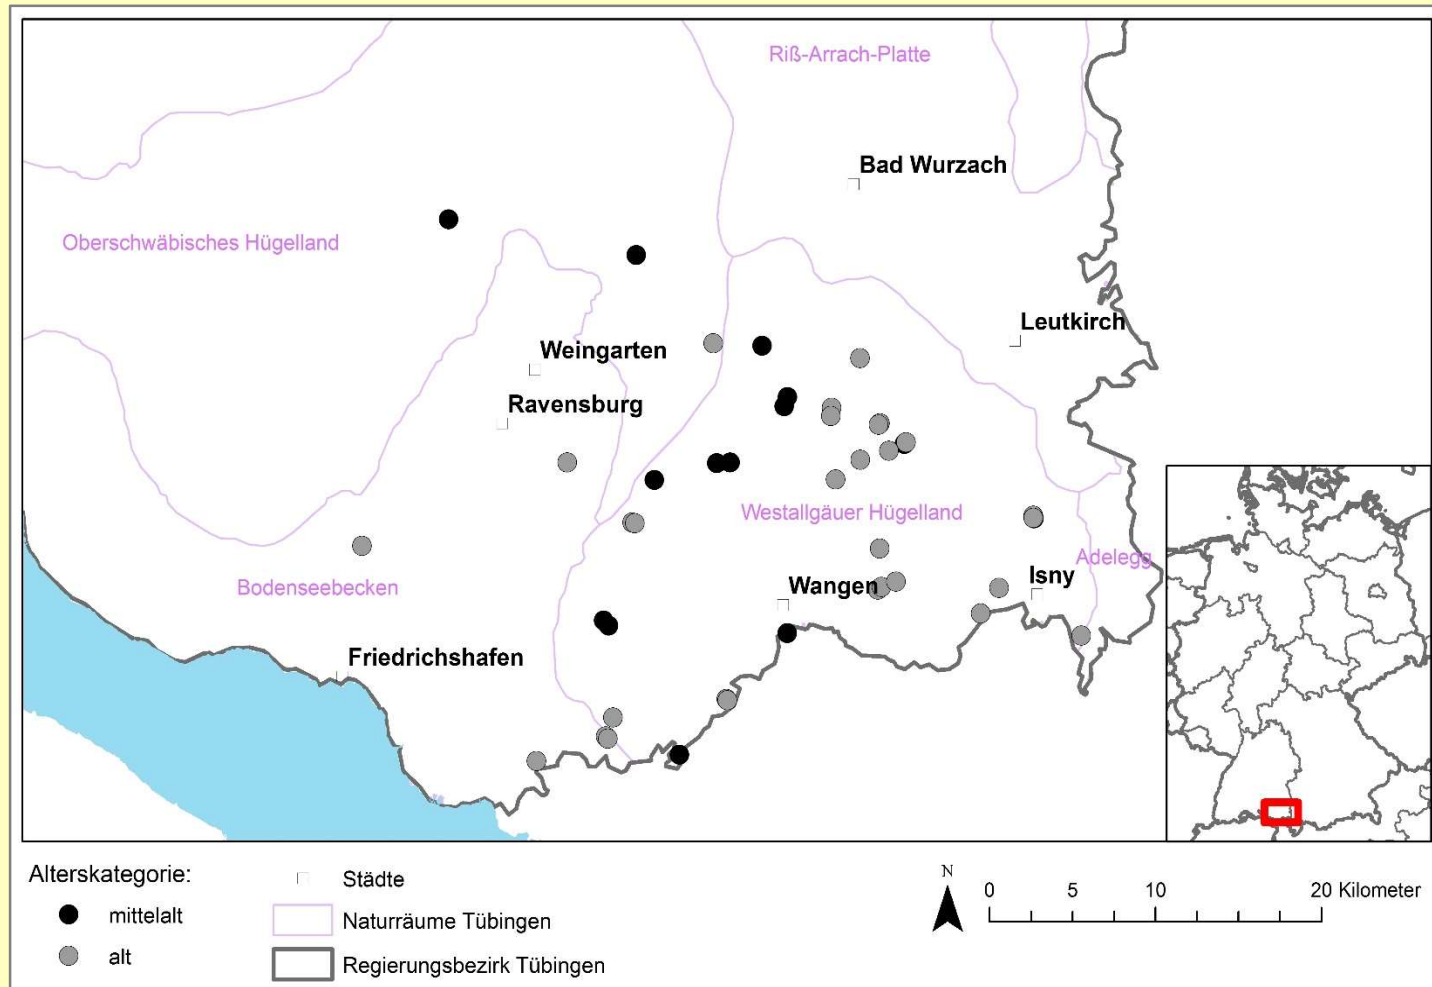 Riß-Arrach-Platte
Bad Wurzach
Oberschwäbisches Hügelland
Leutkirch
Weingarten
Ravensburg
Westallgäuer Hügelland
Adelegg
Bodenseebecken
Wangen
Isny
Friedrichshafen
Alterskategorie:
mittelalt
alt
Städte
Naturräume Tübingen
Regierungsbezirk Tübingen
N
0 5 10 20 Kilometer